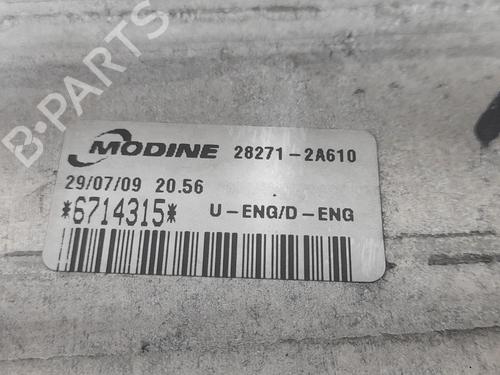 B-PARTS
MODINE 28271-2A610
29/07/09 20.56
*6714315* U-ENG/D-ENG